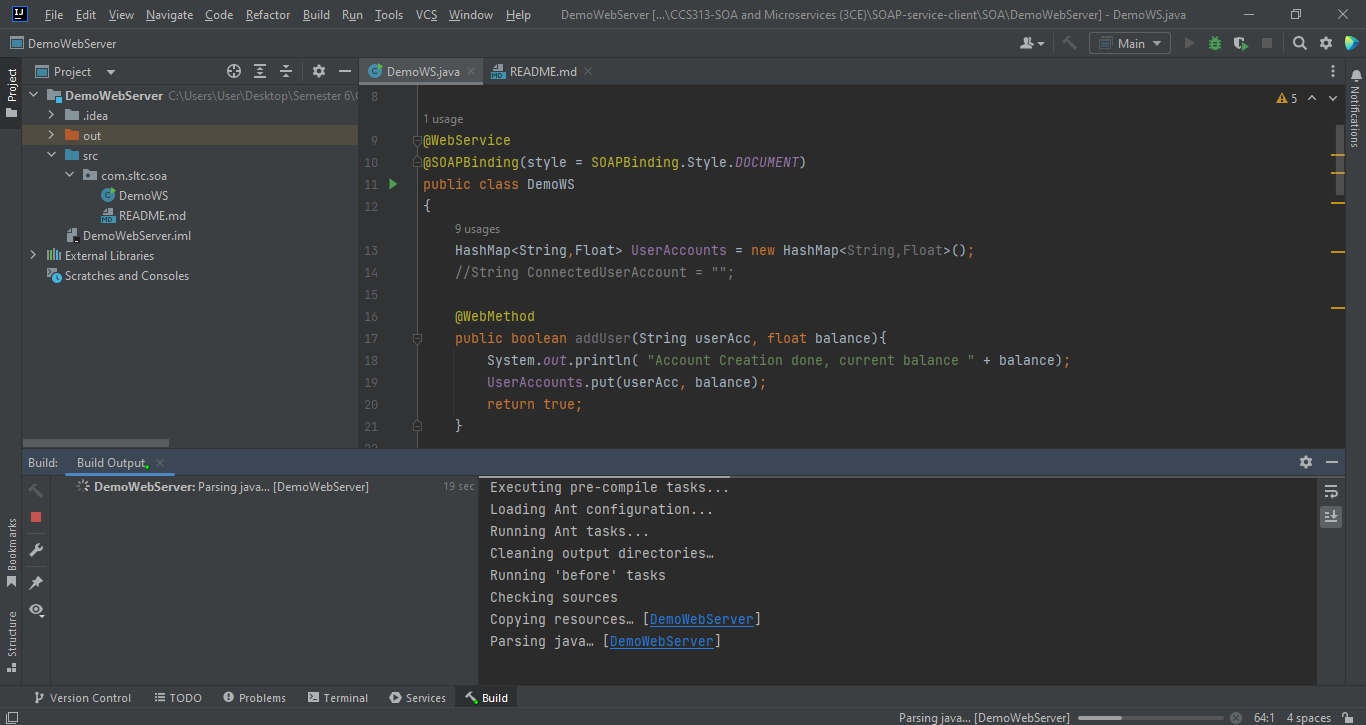 File Edit View Navigate Code Refactor Build Run Tools VCS Window Help DemoWebServer [...\CCS313-SOA and Microservices (3CE)\SOAP-service-client\SOA\DemoWebServer] - DemoWS.java
DemoWebServer
Main
Project
Project
DemoWS.java
README.md
DemoWebServer C:\Users\User\Desktop\Semester 6\
.idea
out
src
com.sltc.soa
DemoWS
README.md
DemoWebServer.iml
External Libraries
Scratches and Consoles
5
Notifications
8
1 usage
9 @WebService
10 @SOAPBinding(style = SOAPBinding.Style.DOCUMENT)
11 public class DemoWS
12 {
9 usages
13 HashMap<String,Float> UserAccounts = new HashMap<String,Float>();
14 //String ConnectedUserAccount = "";
15
16 @WebMethod
17 public boolean addUser(String userAcc, float balance){
18 System.out.println( "Account Creation done, current balance " + balance);
19 UserAccounts.put(userAcc, balance);
20 return true;
21 }
22
Build: Build Output
DemoWebServer: Parsing java... [DemoWebServer] 19 sec
Executing pre-compile tasks...
Loading Ant configuration...
Running Ant tasks...
Cleaning output directories…
Running 'before' tasks
Checking sources
Copying resources… [DemoWebServer]
Parsing java… [DemoWebServer]
Bookmarks
Structure
Version Control TODO Problems Terminal Services Build
Parsing java... [DemoWebServer] 64:1 4 spaces